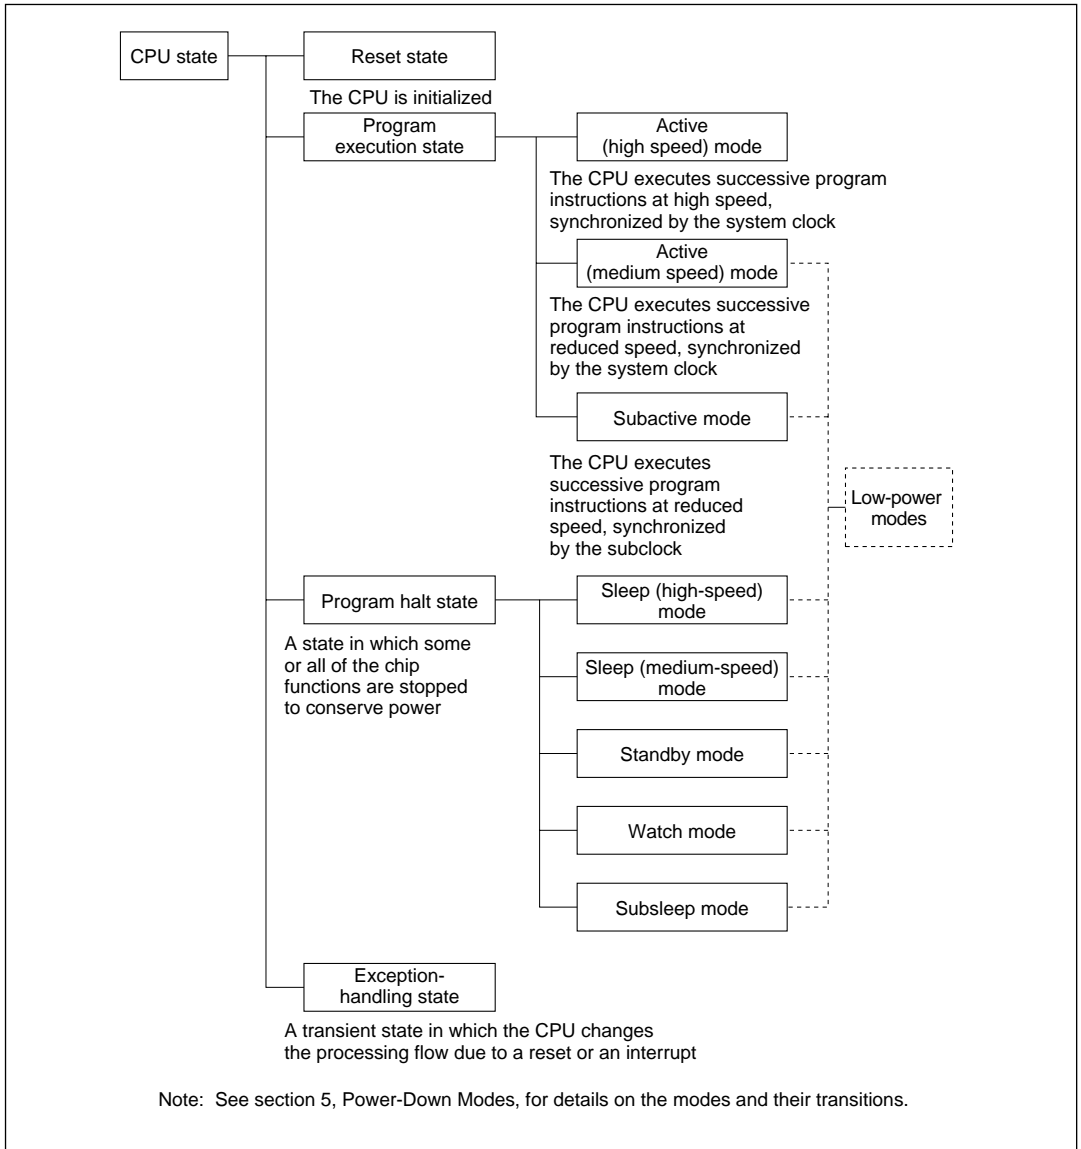 CPU state
Reset state
The CPU is initialized
Program
execution state
Active
(high speed) mode
The CPU executes successive program
instructions at high speed,
synchronized by the system clock
Active
(medium speed) mode
The CPU executes successive
program instructions at
reduced speed, synchronized
by the system clock
Subactive mode
The CPU executes
successive program
instructions at reduced
speed, synchronized
by the subclock
Low-power
modes
Program halt state
A state in which some
or all of the chip
functions are stopped
to conserve power
Sleep (high-speed)
mode
Sleep (medium-speed)
mode
Standby mode
Watch mode
Subsleep mode
Exception-
handling state
A transient state in which the CPU changes
the processing flow due to a reset or an interrupt
Note: See section 5, Power-Down Modes, for details on the modes and their transitions.